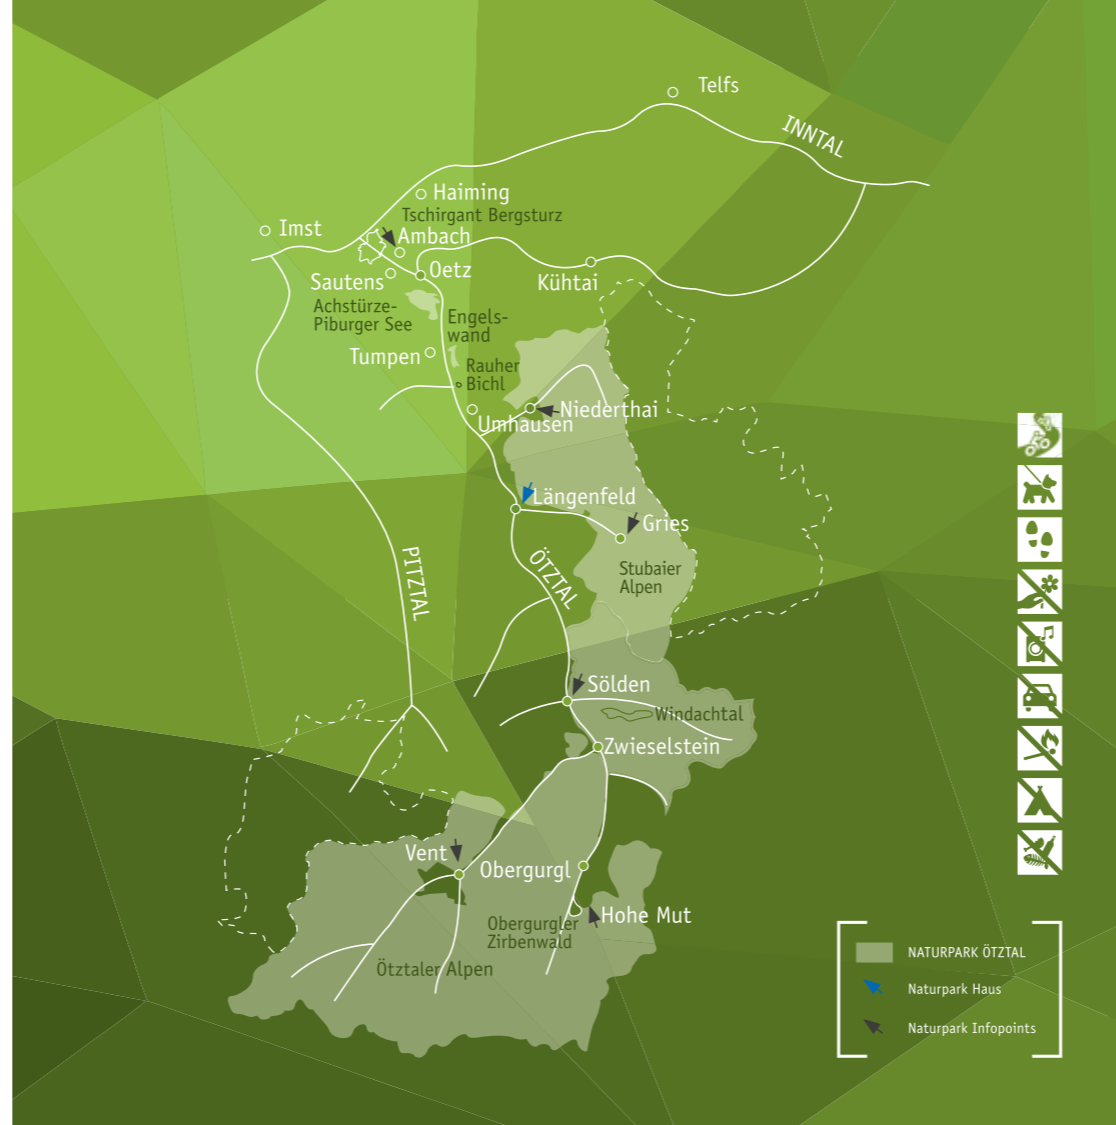 Telfs
INNTAL
Haiming
Tschirgant Bergsturz
Imst
Ambach
Oetz
Sautens
Kühtai
Achstürze-
Piburger See
Engels-
wand
Tumpen
Rauher
Bichl
Niederthai
Umhausen
Längenfeld
Gries
PITZTAL
ÖTZTAL
Stubaier
Alpen
Sölden
Windachtal
Zwieselstein
Vent
Obergurgl
Hohe Mut
Obergurgler
Zirbenwald
Ötztaler Alpen
NATURPARK ÖTZTAL
Naturpark Haus
Naturpark Infopoints